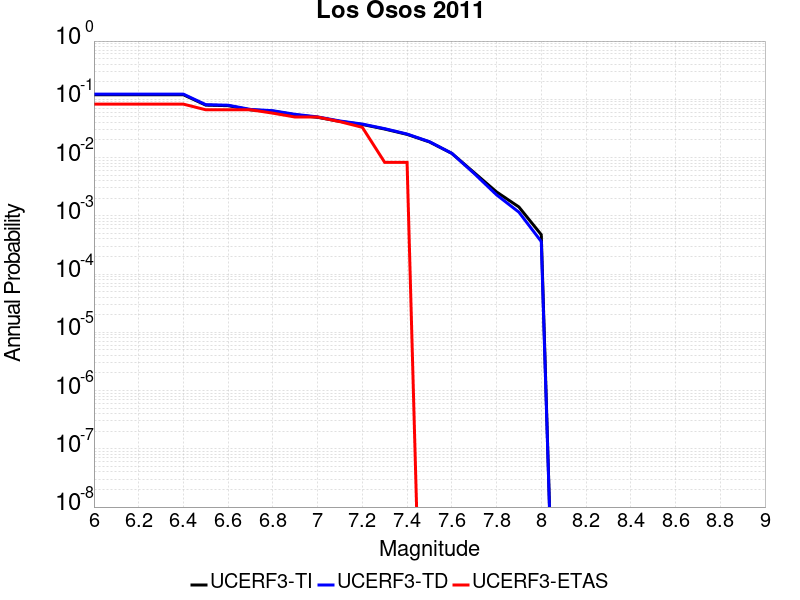 Los Osos 2011
Annual Probability
10^0
10^-1
10^-2
10^-3
10^-4
10^-5
10^-6
10^-7
10^-8
6 6.2 6.4 6.6 6.8 7 7.2 7.4 7.6 7.8 8 8.2 8.4 8.6 8.8 9
Magnitude
UCERF3-TI UCERF3-TD UCERF3-ETAS